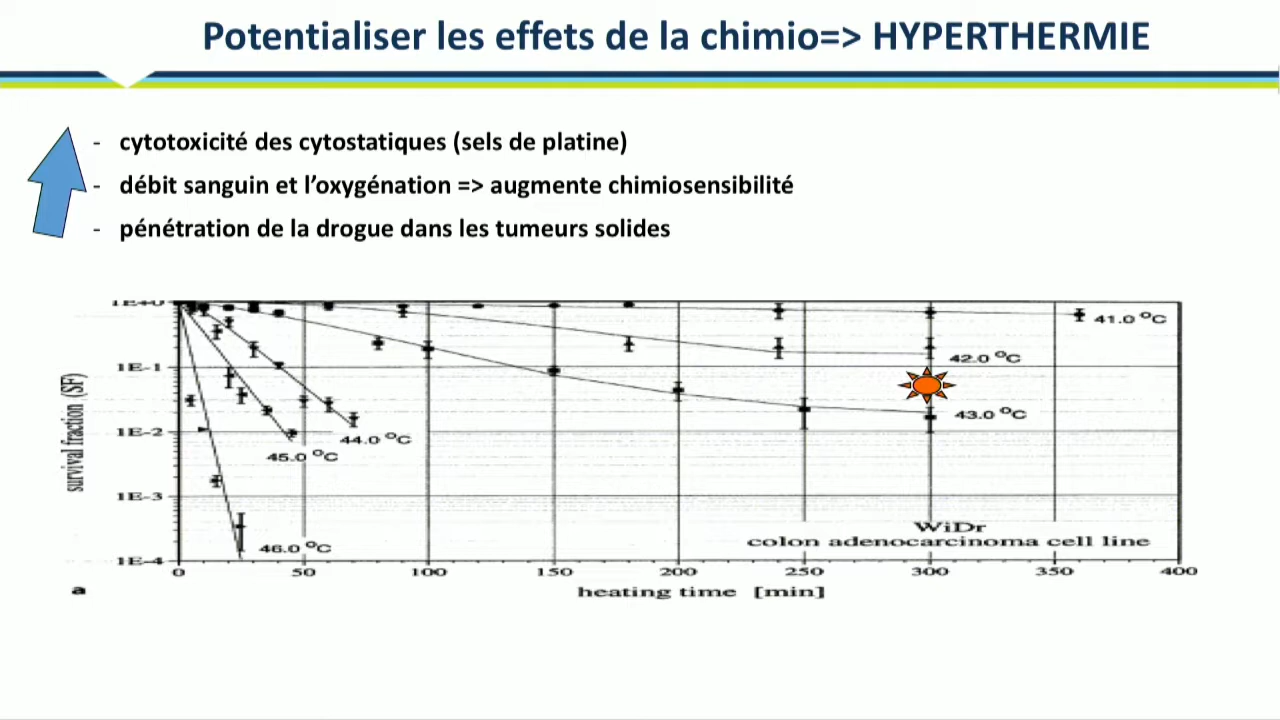 Potentialiser les effets de la chimio=> HYPERTHERMIE
- cytotoxicité des cytostatiques (sels de platine)
- débit sanguin et l’oxygénation => augmente chimiosensibilité
- pénétration de la drogue dans les tumeurs solides
1E+0
41.0 °C
42.0 °C
1E-1
43.0 °C
survival fraction (SF)
1E-2
44.0 °C
45.0 °C
1E-3
WiDr
colon adenocarcinoma cell line
46.0 °C
1E-4
0 50 100 150 200 250 300 350 400
a
heating time [min]